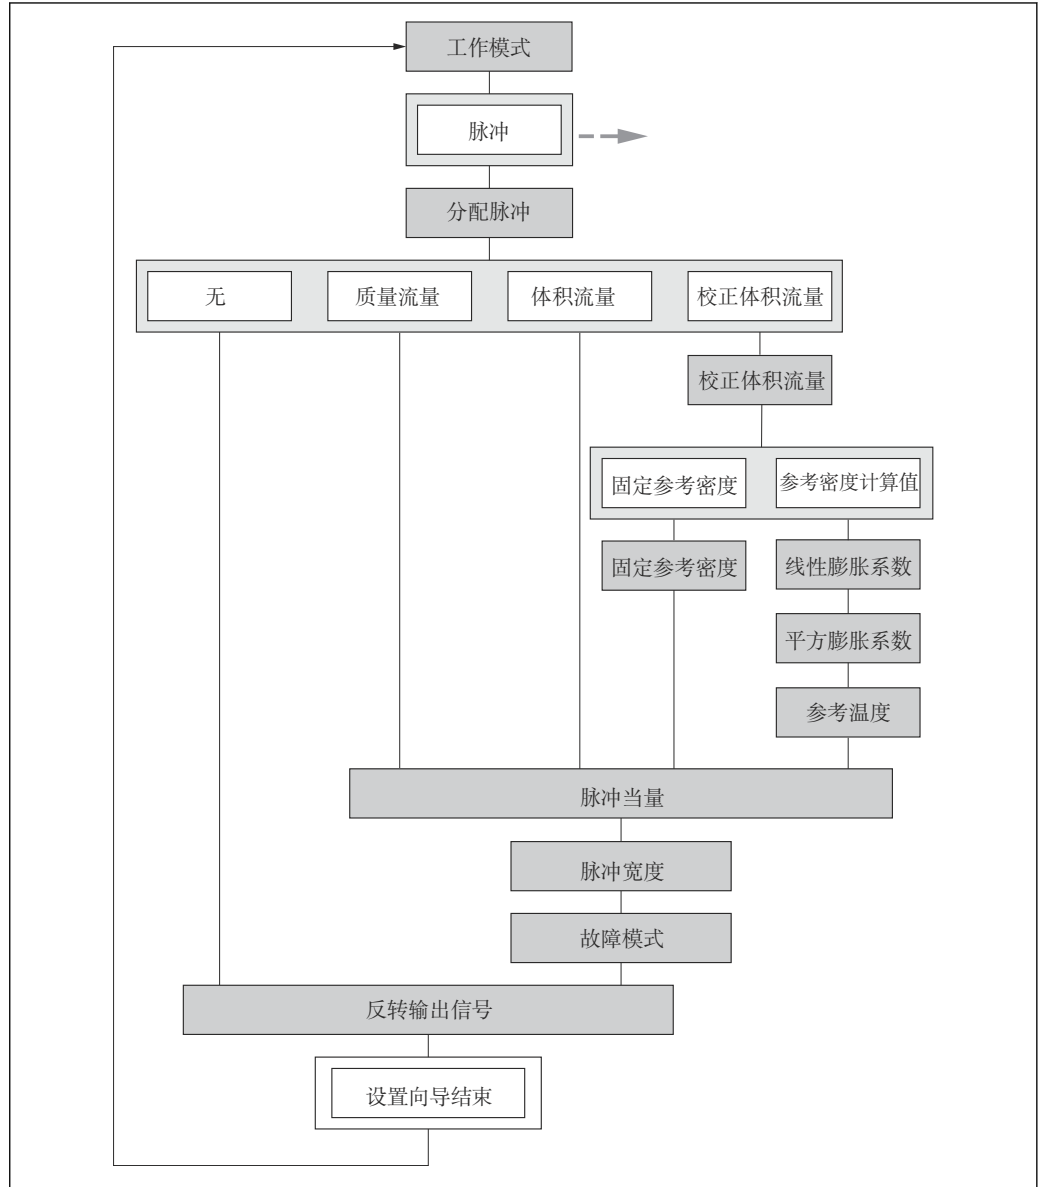 工作模式
脉冲
分配脉冲
无
质量流量
体积流量
校正体积流量
校正体积流量
固定参考密度
参考密度计算值
固定参考密度
线性膨胀系数
平方膨胀系数
参考温度
脉冲当量
脉冲宽度
故障模式
反转输出信号
设置向导结束